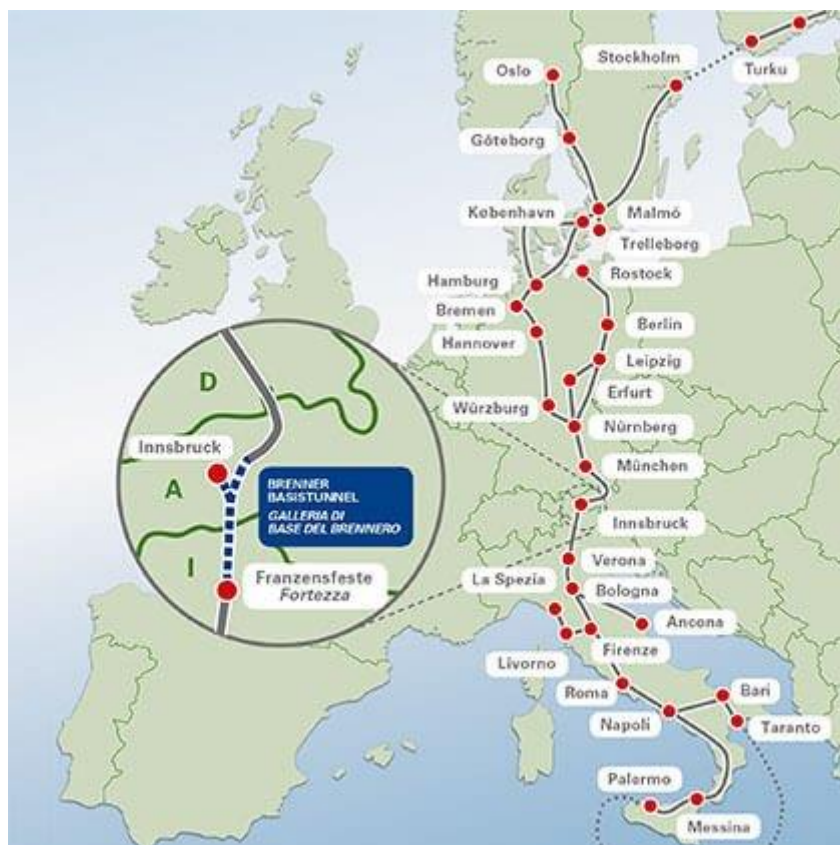 Stockholm
Oslo
Turku
Göteborg
København
Malmö
Trelleborg
Rostock
Hamburg
Bremen
Berlin
Hannover
Leipzig
Erfurt
Würzburg
Nürnberg
München
Innsbruck
Verona
La Spezia
Bologna
Ancona
Firenze
Livorno
Roma
Bari
Napoli
Taranto
Palermo
Messina
D
Innsbruck
A
BRENNER
BASISTUNNEL
GALLERIA DI
BASE DEL BRENNERO
I
Franzensfeste
Fortezza